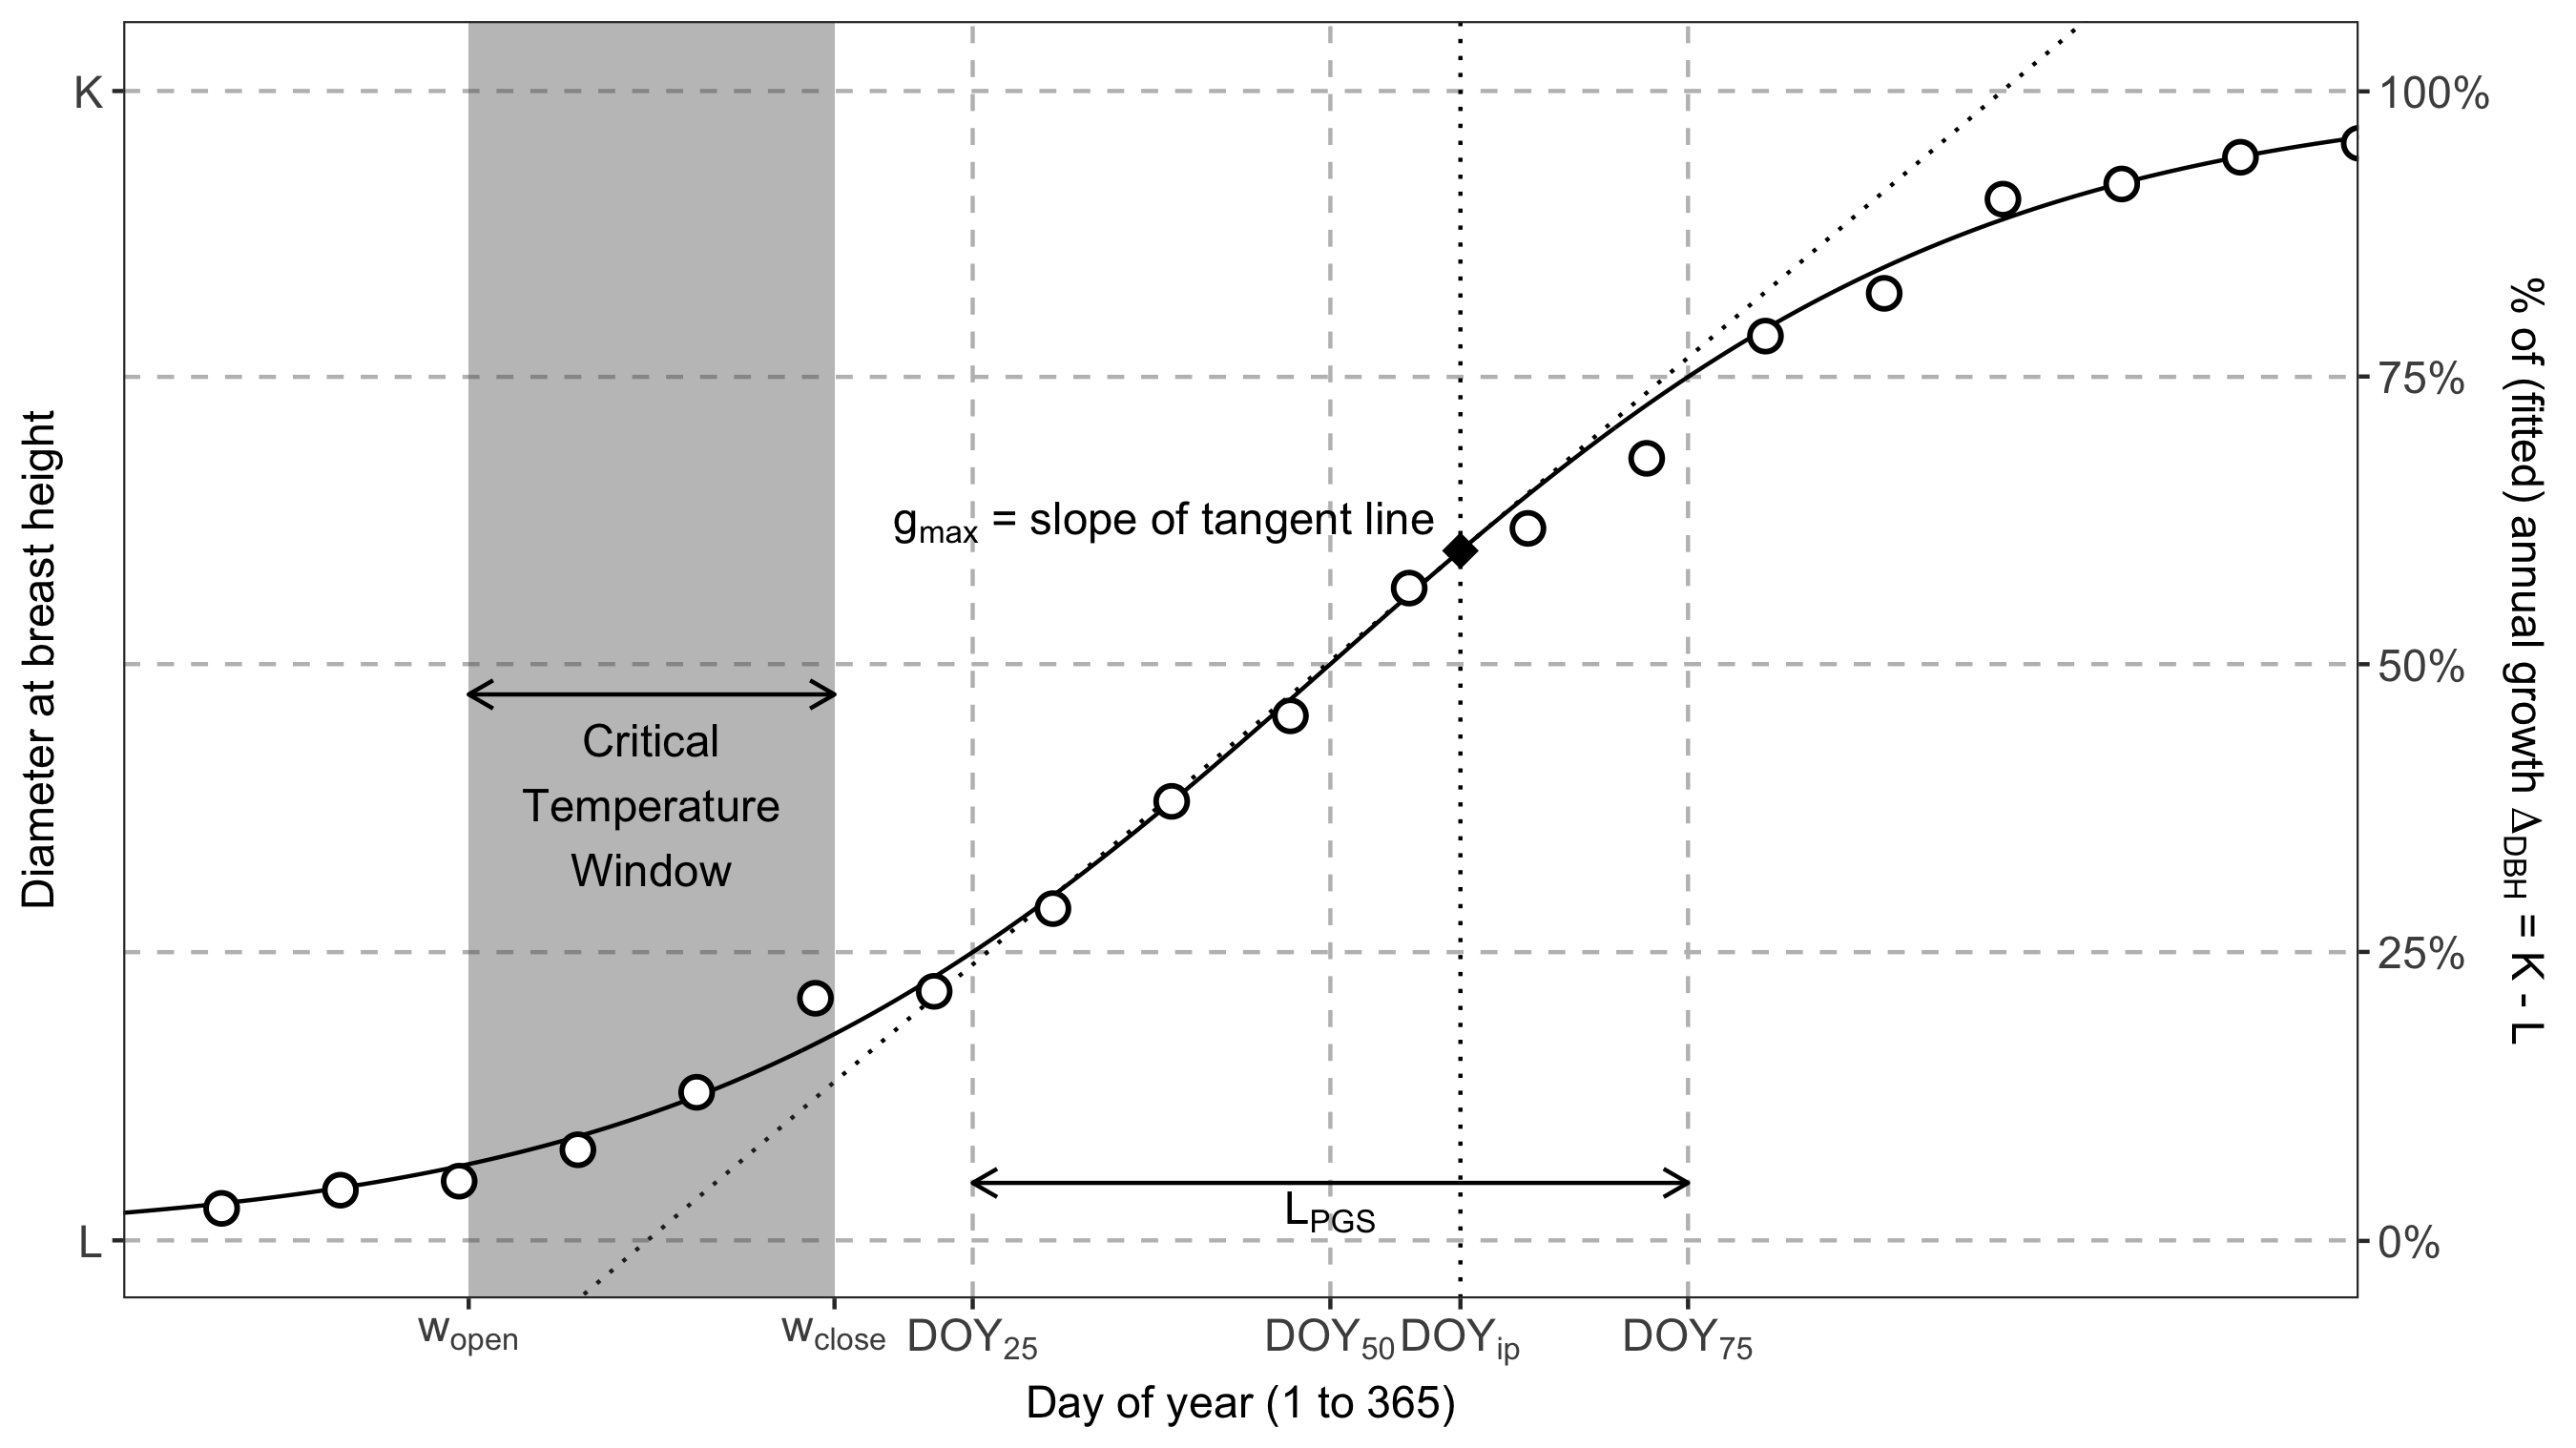 K
L
Diameter at breast height
100%
75%
50%
25%
0%
% of (fitted) annual growth ΔDBH = K - L
gmax = slope of tangent line
Critical
Temperature
Window
LPGS
wopen
wclose
DOY25
DOY50
DOYip
DOY75
Day of year (1 to 365)